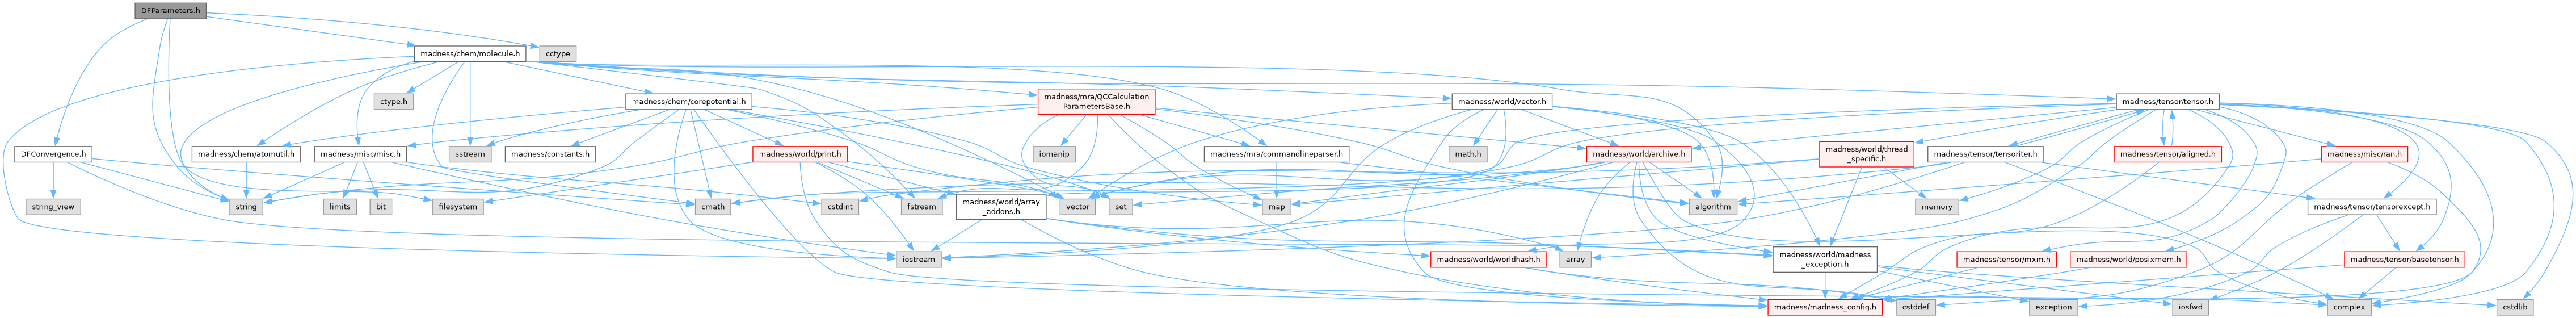 DFParameters.h
madness/chem/molecule.h
cctype
ctype.h
madness/chem/corepotential.h
madness/mra/QCCalculation
ParametersBase.h
madness/world/vector.h
madness/tensor/tensor.h
DFConvergence.h
madness/chem/atomutil.h
madness/misc/misc.h
sstream
madness/constants.h
madness/world/print.h
iomanip
madness/mra/commandlineparser.h
math.h
madness/world/archive.h
madness/world/thread
_specific.h
madness/tensor/tensoriter.h
madness/tensor/aligned.h
madness/misc/ran.h
string_view
string
limits
bit
filesystem
cmath
cstdint
fstream
madness/world/array
_addons.h
vector
set
map
algorithm
memory
madness/tensor/tensorexcept.h
iostream
madness/world/worldhash.h
array
madness/world/madness
_exception.h
madness/tensor/mxm.h
madness/world/posixmem.h
madness/tensor/basetensor.h
madness/madness_config.h
cstddef
exception
iosfwd
complex
cstdlib